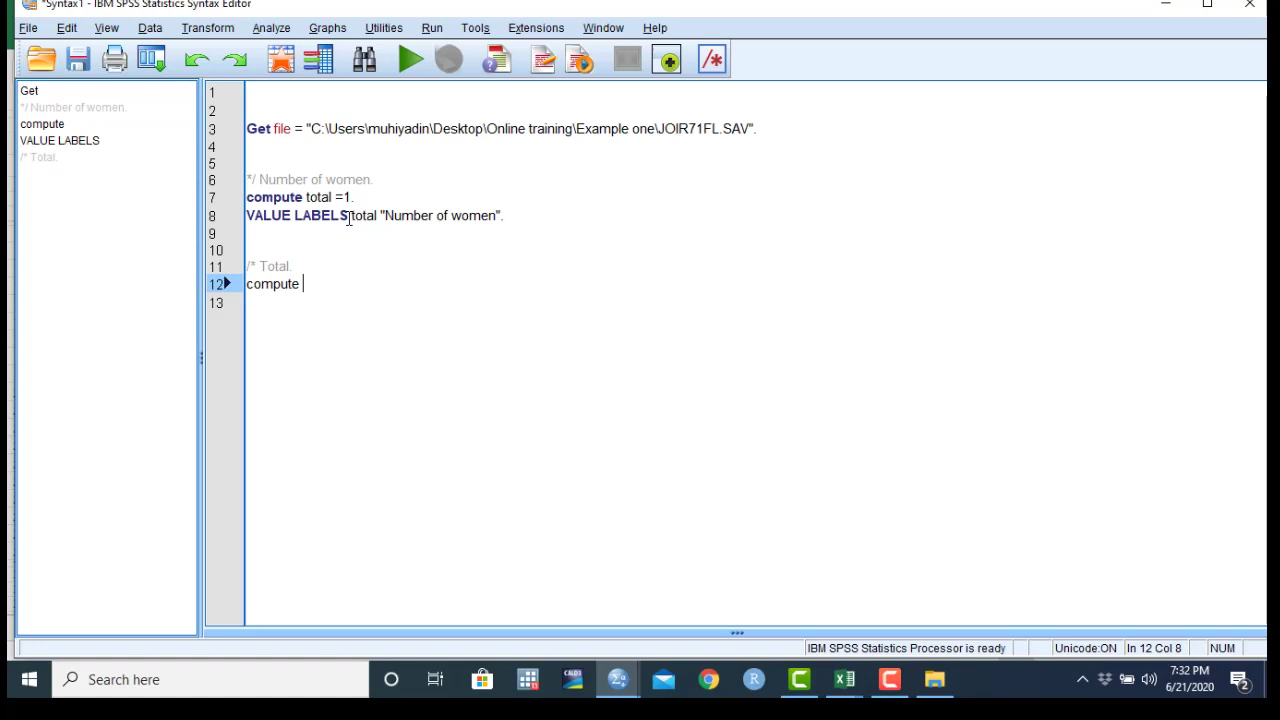 *Syntax1 - IBM SPSS Statistics Syntax Editor
File Edit View Data Transform Analyze Graphs Utilities Run Tools Extensions Window Help
Get
*/ Number of women.
compute
VALUE LABELS
/* Total.
1
2
3 Get file = "C:\Users\muhiyadin\Desktop\Online training\Example one\JOIR71FL.SAV".
4
5
6 */ Number of women.
7 compute total =1.
8 VALUE LABELS total "Number of women".
9
10
11 /* Total.
12 compute
13
IBM SPSS Statistics Processor is ready Unicode:ON In 12 Col 8 NUM
Search here
7:32 PM
6/21/2020
2